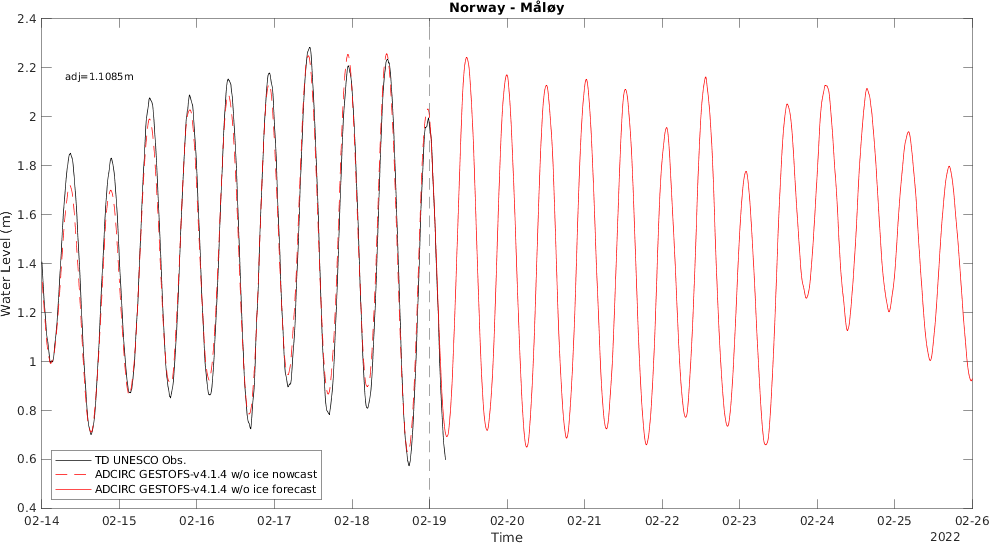 Norway - Måløy
2.4
2.2
2
1.8
1.6
1.4
1.2
1
0.8
0.6
0.4
Water Level (m)
adj=1.1085m
TD UNESCO Obs.
ADCIRC GESTOFS-v4.1.4 w/o ice nowcast
ADCIRC GESTOFS-v4.1.4 w/o ice forecast
02-14 02-15 02-16 02-17 02-18 02-19 02-20 02-21 02-22 02-23 02-24 02-25 02-26
Time
2022